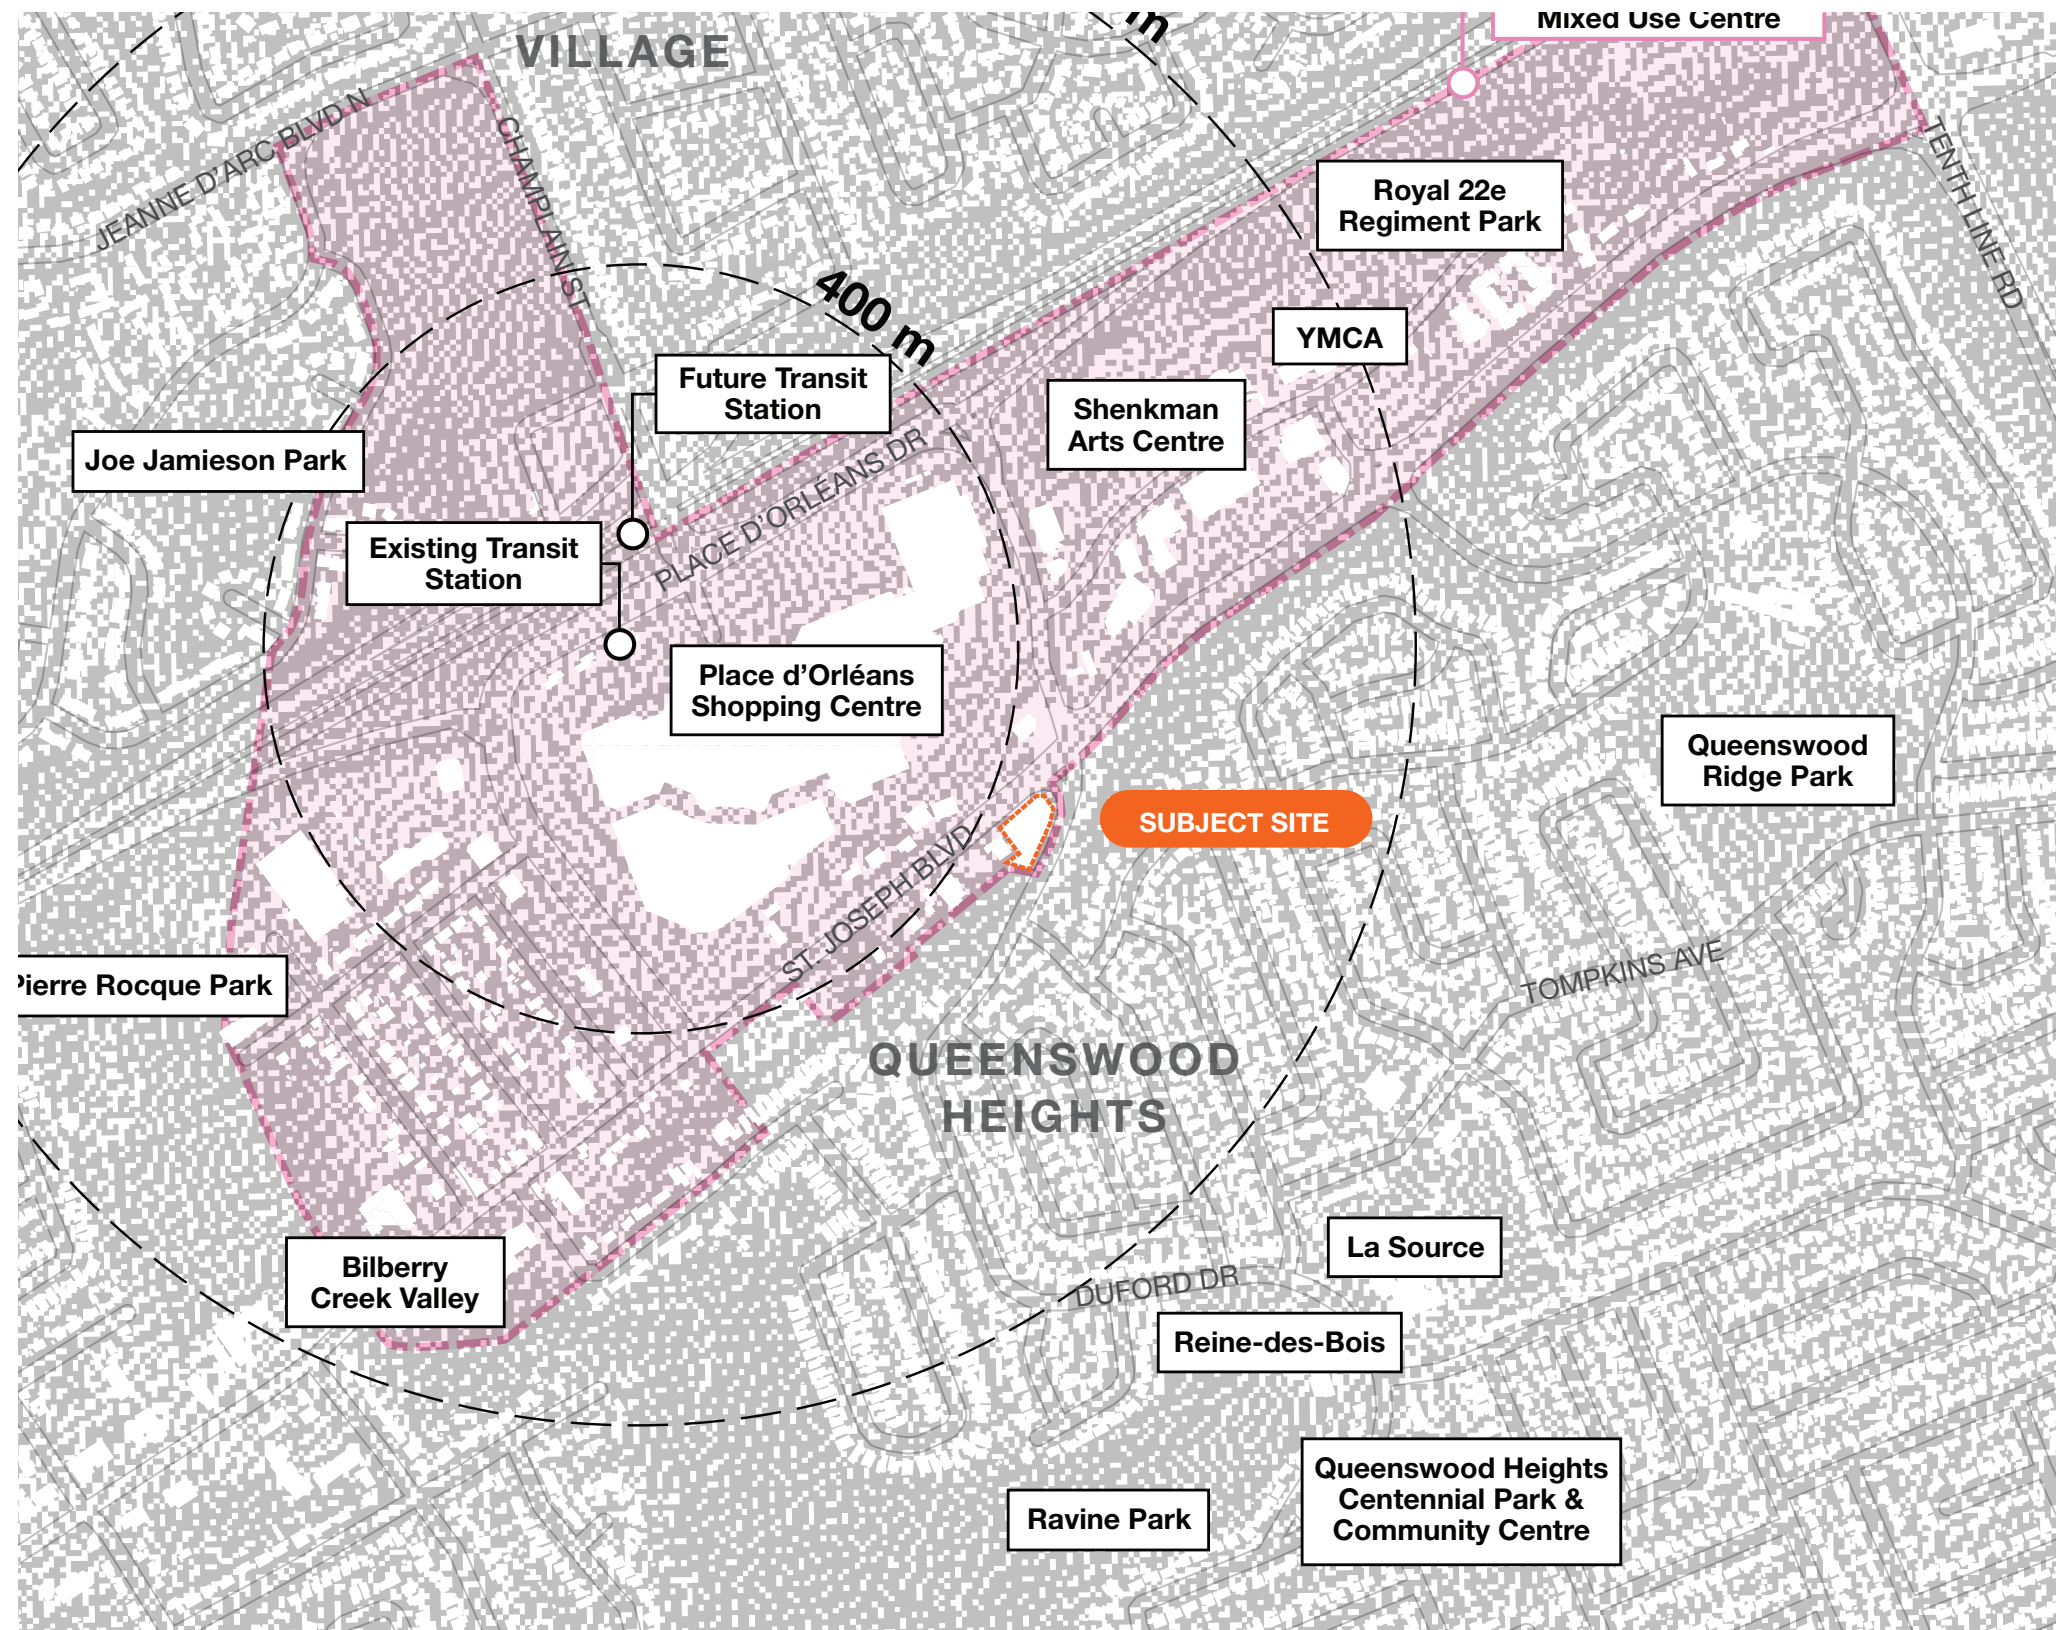 m
Mixed Use Centre
VILLAGE
JEANNE D'ARC BLVD N
CHAMPLAIN ST
TENTH LINE RD
Royal 22e
Regiment Park
400 m
YMCA
Future Transit
Station
Shenkman
Arts Centre
Joe Jamieson Park
PLACE D'ORLEANS DR
Existing Transit
Station
Place d’Orléans
Shopping Centre
Queenswood
Ridge Park
SUBJECT SITE
ST. JOSEPH BLVD
Pierre Rocque Park
TOMPKINS AVE
QUEENSWOOD
HEIGHTS
La Source
Bilberry
Creek Valley
DUFORD DR
Reine-des-Bois
Queenswood Heights
Centennial Park &
Community Centre
Ravine Park